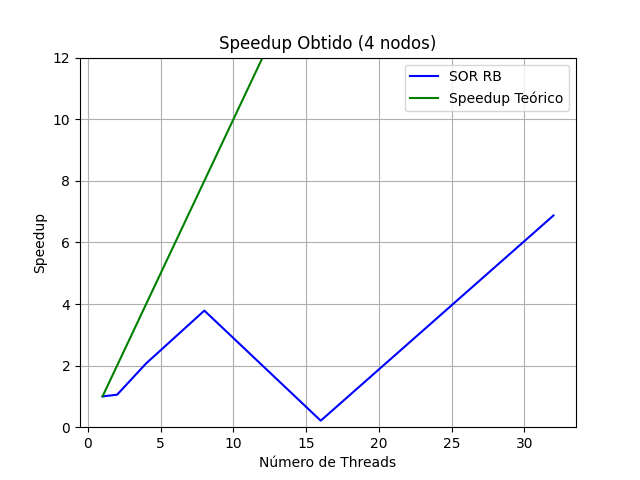 Speedup Obtido (4 nodos)
SOR RB
Speedup Teórico
12
10
8
6
4
2
0
Speedup
0 5 10 15 20 25 30
Número de Threads